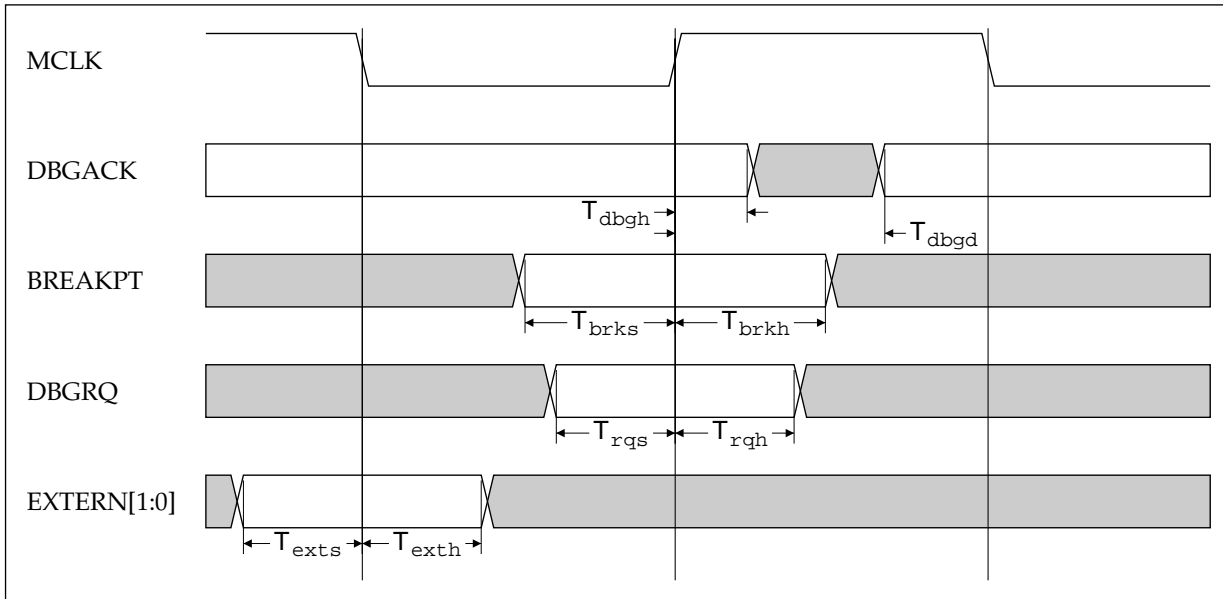 MCLK
DBGACK
T_dbgh
T_dbgd
BREAKPT
T_brks
T_brkh
DBGRQ
T_rqs
T_rqh
EXTERN[1:0]
T_exts
T_exth